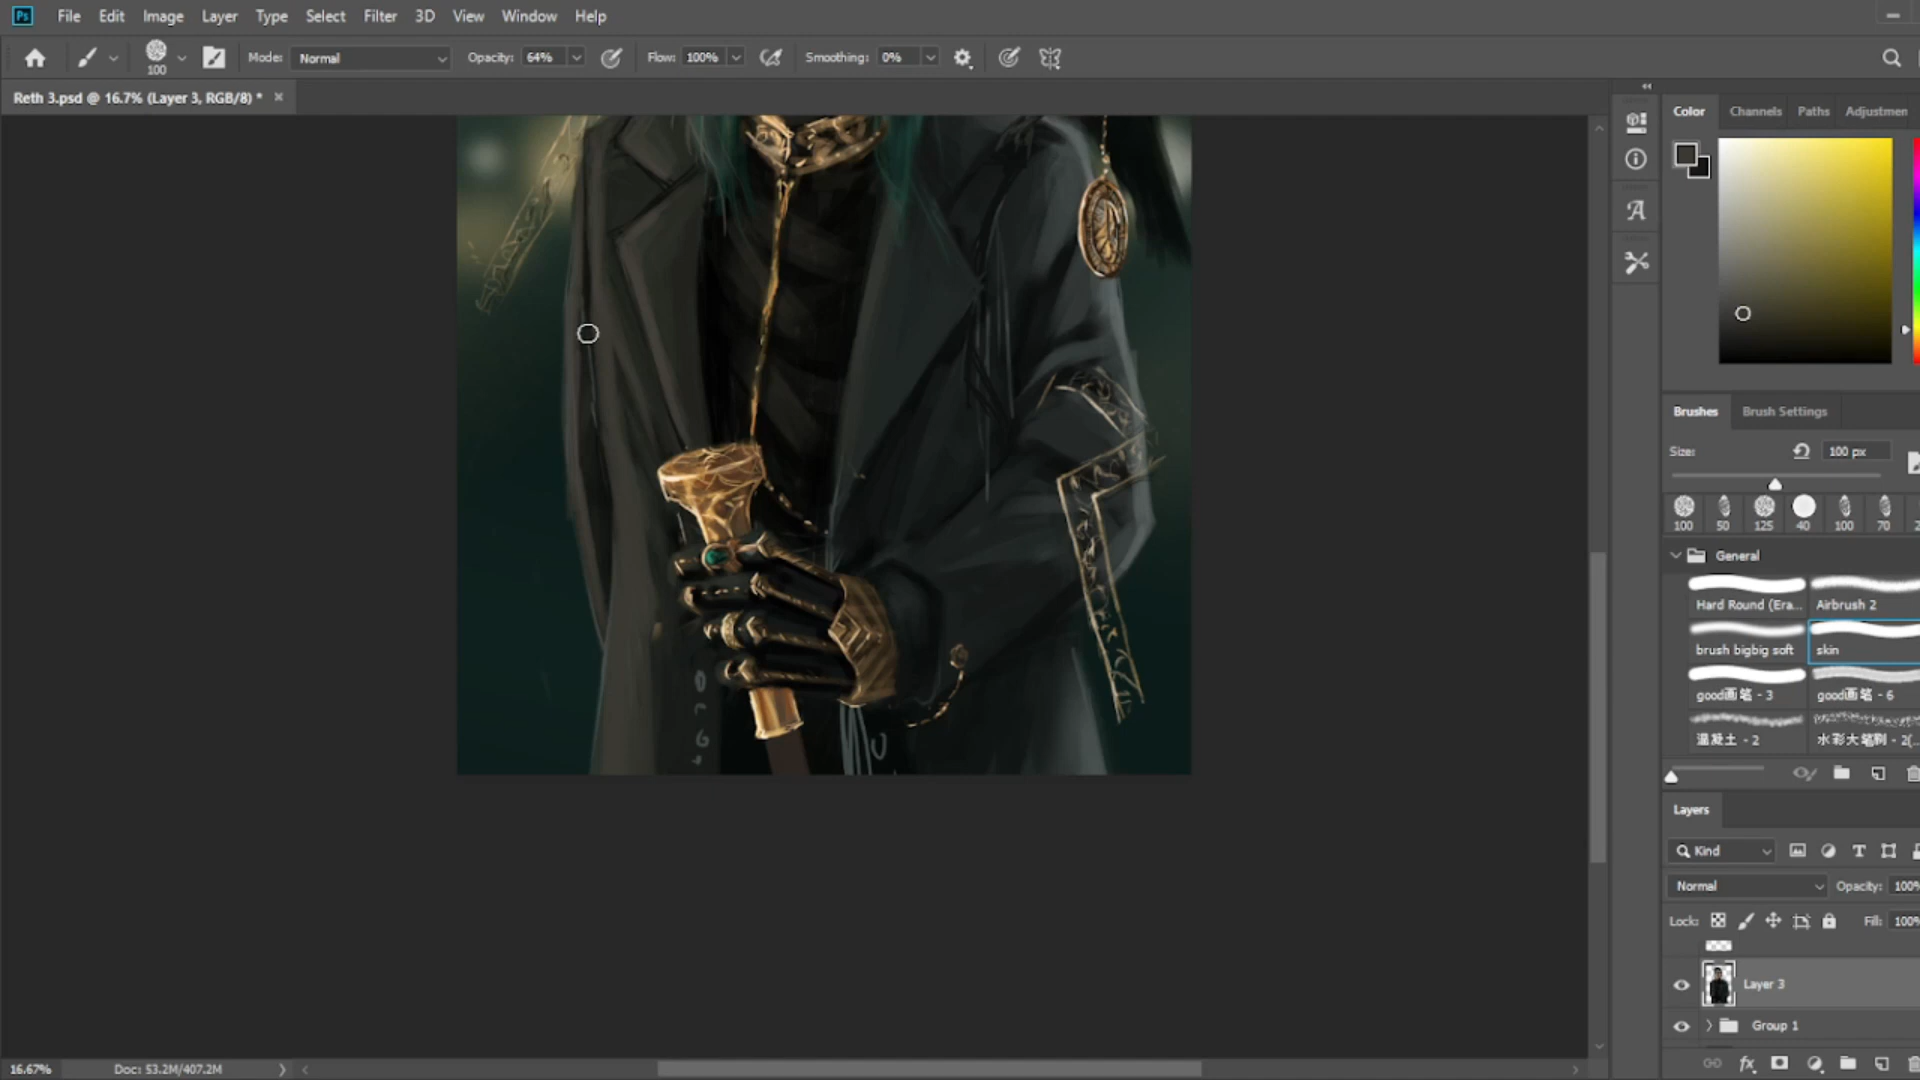 Ps File Edit Image Layer Type Select Filter 3D View Window Help
100 Mode: Normal Opacity: 64% Flow: 100% Smoothing: 0%
Reth 3.psd @ 16.7% (Layer 3, RGB/8) * ×
Color Channels Paths Adjustmen
A
Brushes Brush Settings
Size: 100 px
100 50 125 40 100 70 2
General
Hard Round (Era... Airbrush 2
brush bigbig soft skin
good画笔 - 3 good画笔 - 6
混凝土 - 2 水彩大笔刷 - 2(...
Layers
Kind
Normal Opacity: 100%
Lock: Fill: 100%
Layer 3
Group 1
fx
16.67% Doc: 53.2M/407.2M